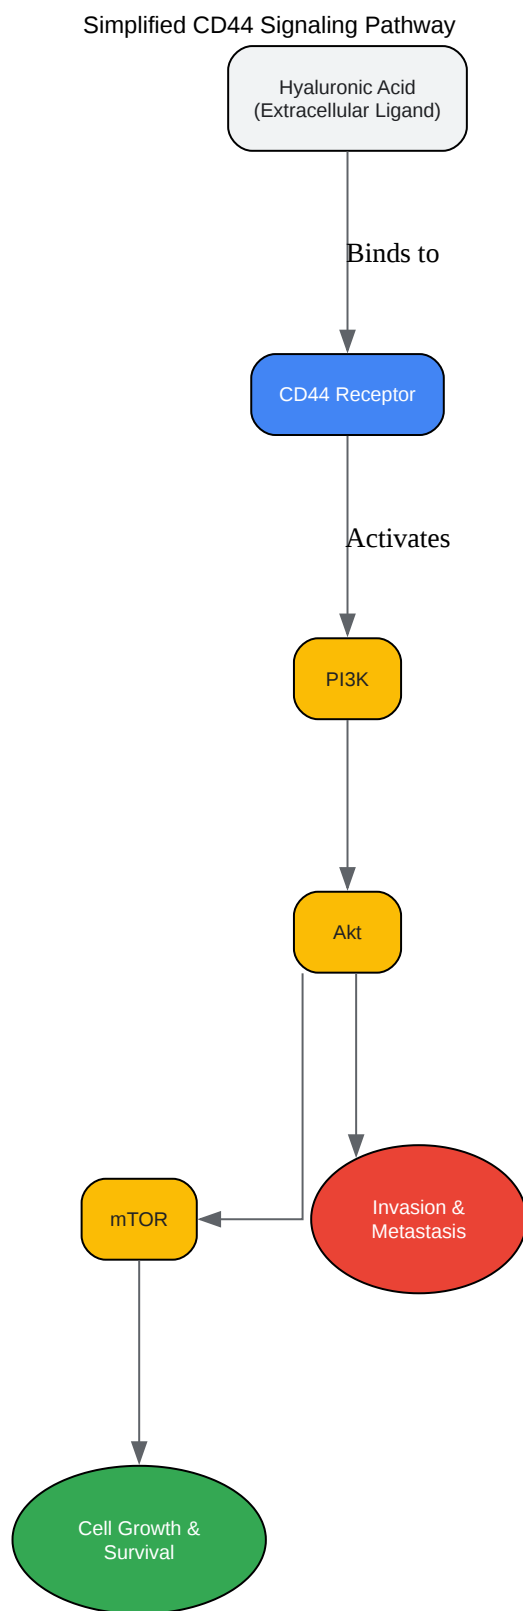 Simplified CD44 Signaling Pathway
Hyaluronic Acid
(Extracellular Ligand)
Binds to
CD44 Receptor
Activates
PI3K
Akt
Invasion &
Metastasis
mTOR
Cell Growth &
Survival